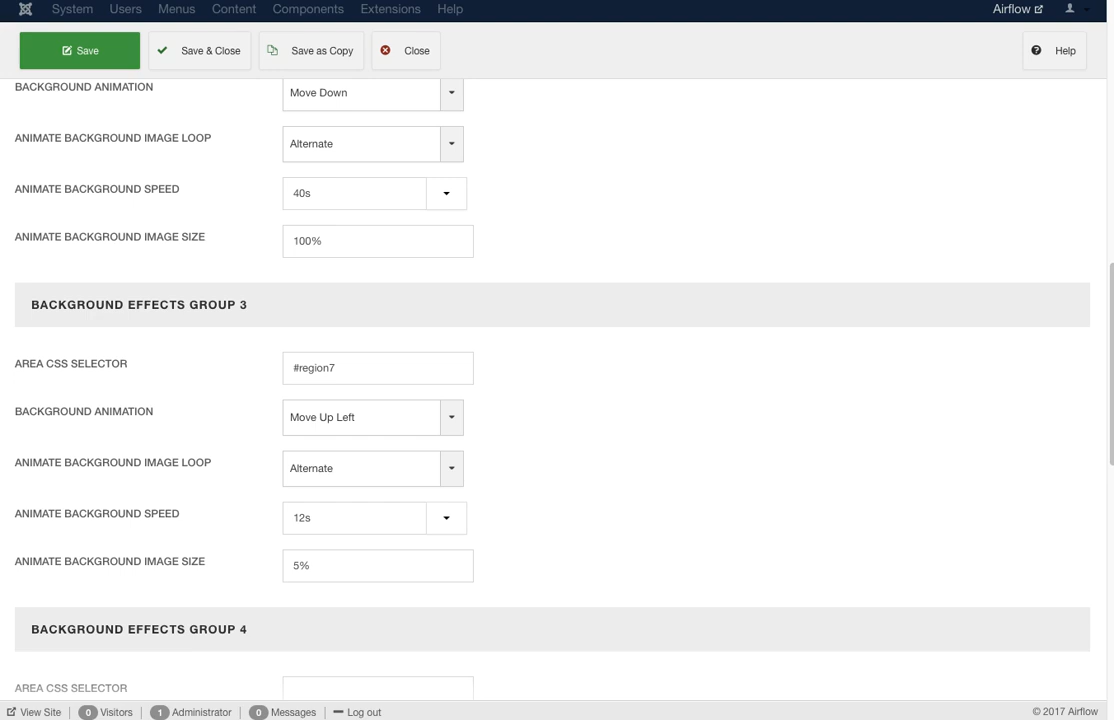 System Users Menus Content Components Extensions Help Airflow
Save Save & Close Save as Copy Close Help
BACKGROUND ANIMATION Move Down
ANIMATE BACKGROUND IMAGE LOOP Alternate
ANIMATE BACKGROUND SPEED 40s
ANIMATE BACKGROUND IMAGE SIZE 100%
BACKGROUND EFFECTS GROUP 3
AREA CSS SELECTOR #region7
BACKGROUND ANIMATION Move Up Left
ANIMATE BACKGROUND IMAGE LOOP Alternate
ANIMATE BACKGROUND SPEED 12s
ANIMATE BACKGROUND IMAGE SIZE 5%
BACKGROUND EFFECTS GROUP 4
AREA CSS SELECTOR
View Site 0 Visitors 1 Administrator 0 Messages Log out © 2017 Airflow